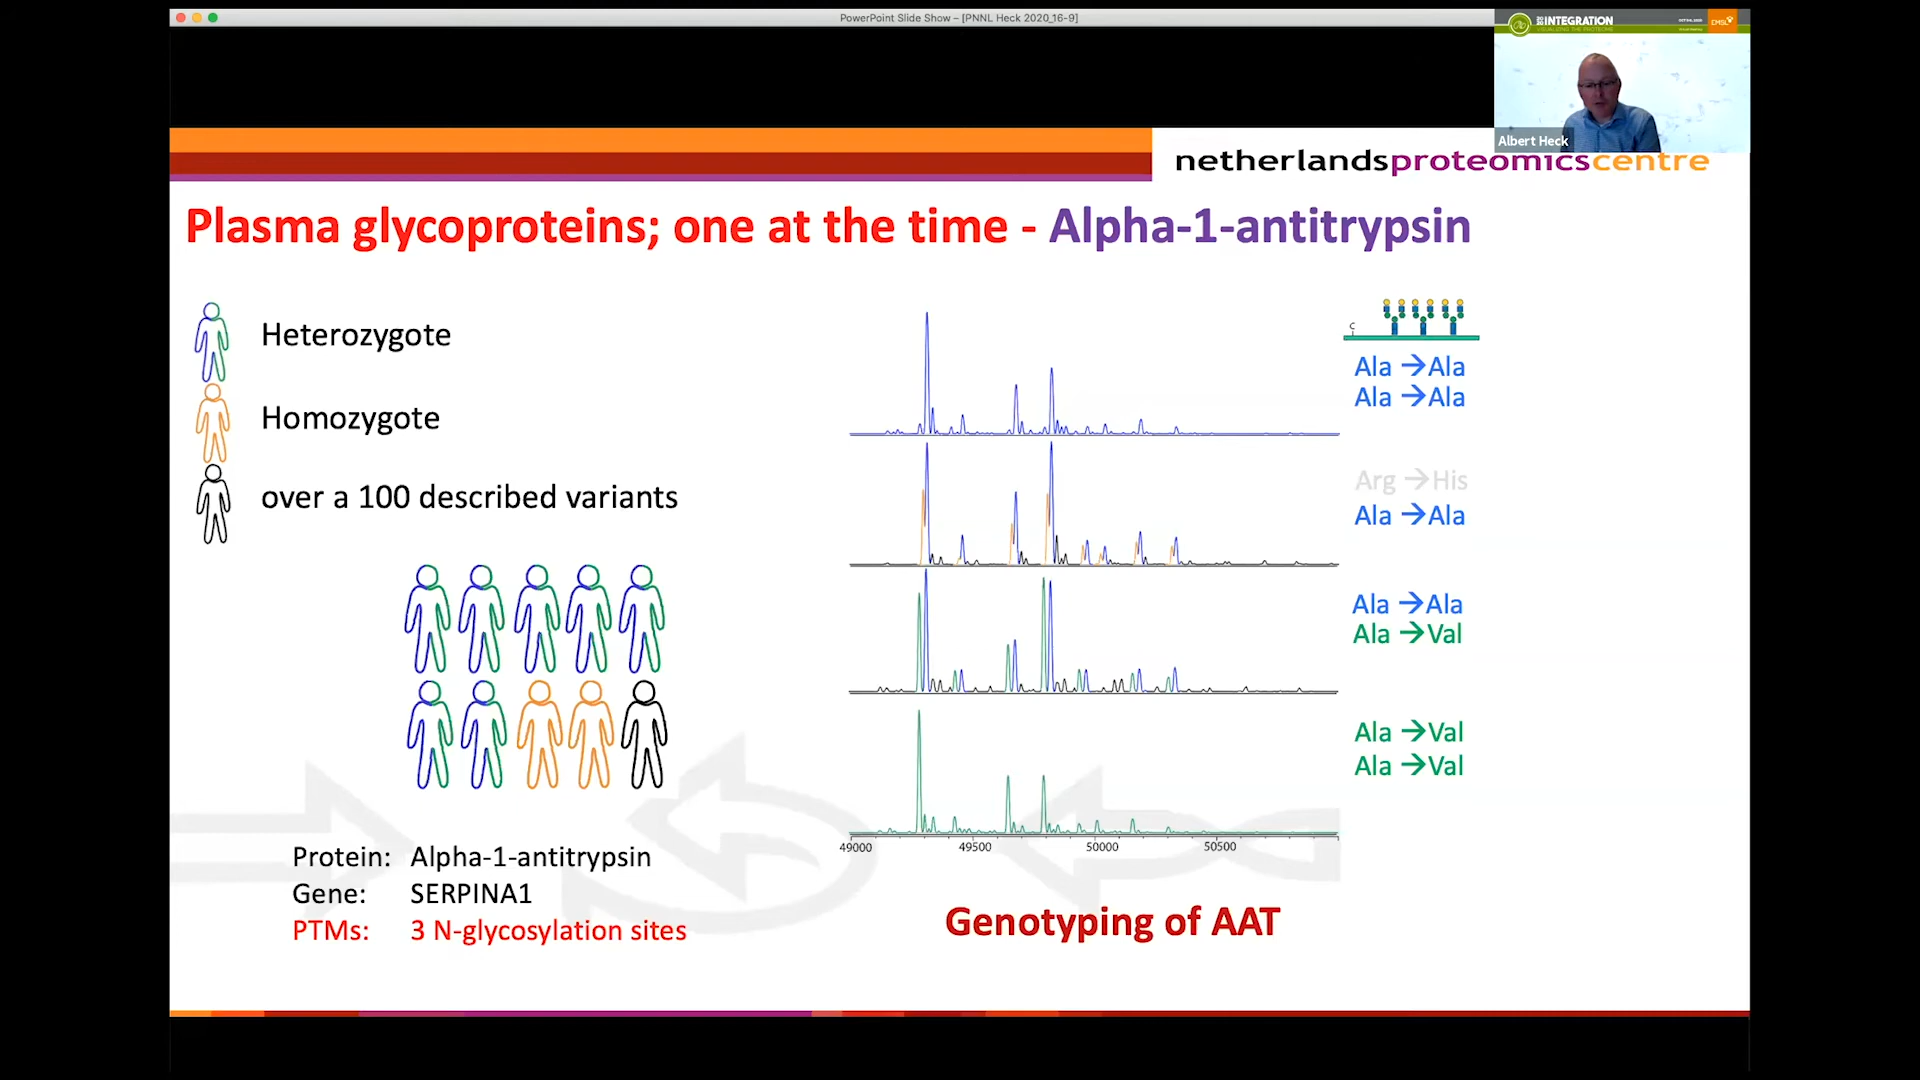 PowerPoint Slide Show – [PNNL Heck 2020_16-9]
INTEGRATION
VISUALIZING THE PROTEOME
EMSL
Albert Heck
netherlandsproteomicscentre
Plasma glycoproteins; one at the time - Alpha-1-antitrypsin
Heterozygote
Homozygote
over a 100 described variants
C
Ala →Ala
Ala →Ala
Arg →His
Ala →Ala
Ala →Ala
Ala →Val
Ala →Val
Ala →Val
49000 49500 50000 50500
Protein: Alpha-1-antitrypsin
Gene: SERPINA1
PTMs: 3 N-glycosylation sites
Genotyping of AAT